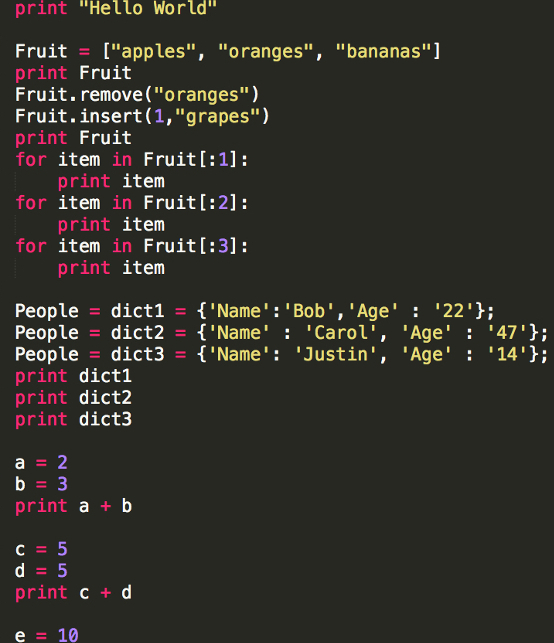 print "Hello World"
Fruit = ["apples", "oranges", "bananas"]
print Fruit
Fruit.remove("oranges")
Fruit.insert(1,"grapes")
print Fruit
for item in Fruit[:1]:
    print item
for item in Fruit[:2]:
    print item
for item in Fruit[:3]:
    print item
People = dict1 = {'Name':'Bob','Age' : '22'};
People = dict2 = {'Name' : 'Carol', 'Age' : '47'};
People = dict3 = {'Name': 'Justin', 'Age' : '14'};
print dict1
print dict2
print dict3
a = 2
b = 3
print a + b
c = 5
d = 5
print c + d
e = 10